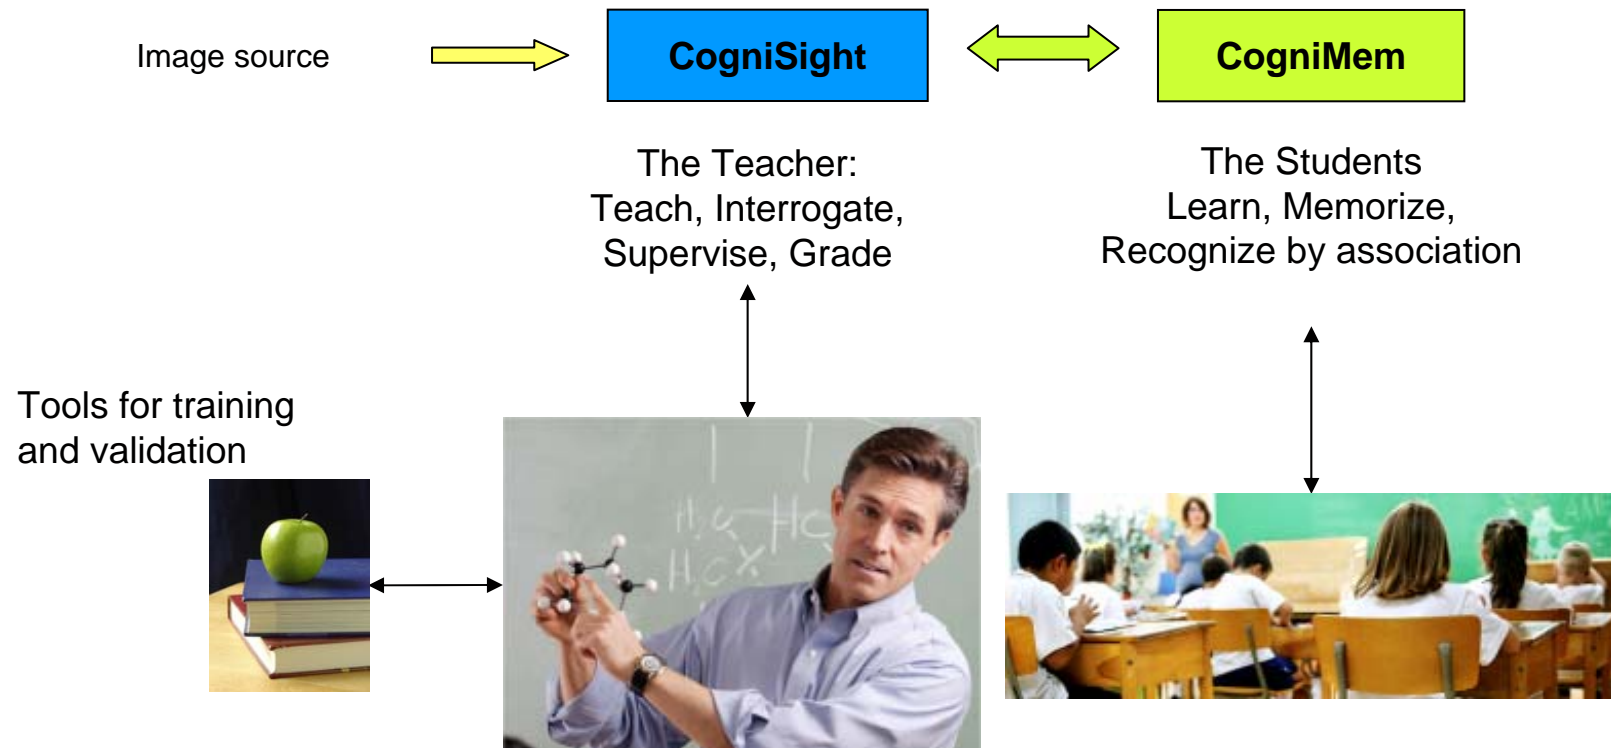 Image source
CogniSight
CogniMem
The Teacher:
Teach, Interrogate,
Supervise, Grade
The Students
Learn, Memorize,
Recognize by association
Tools for training
and validation